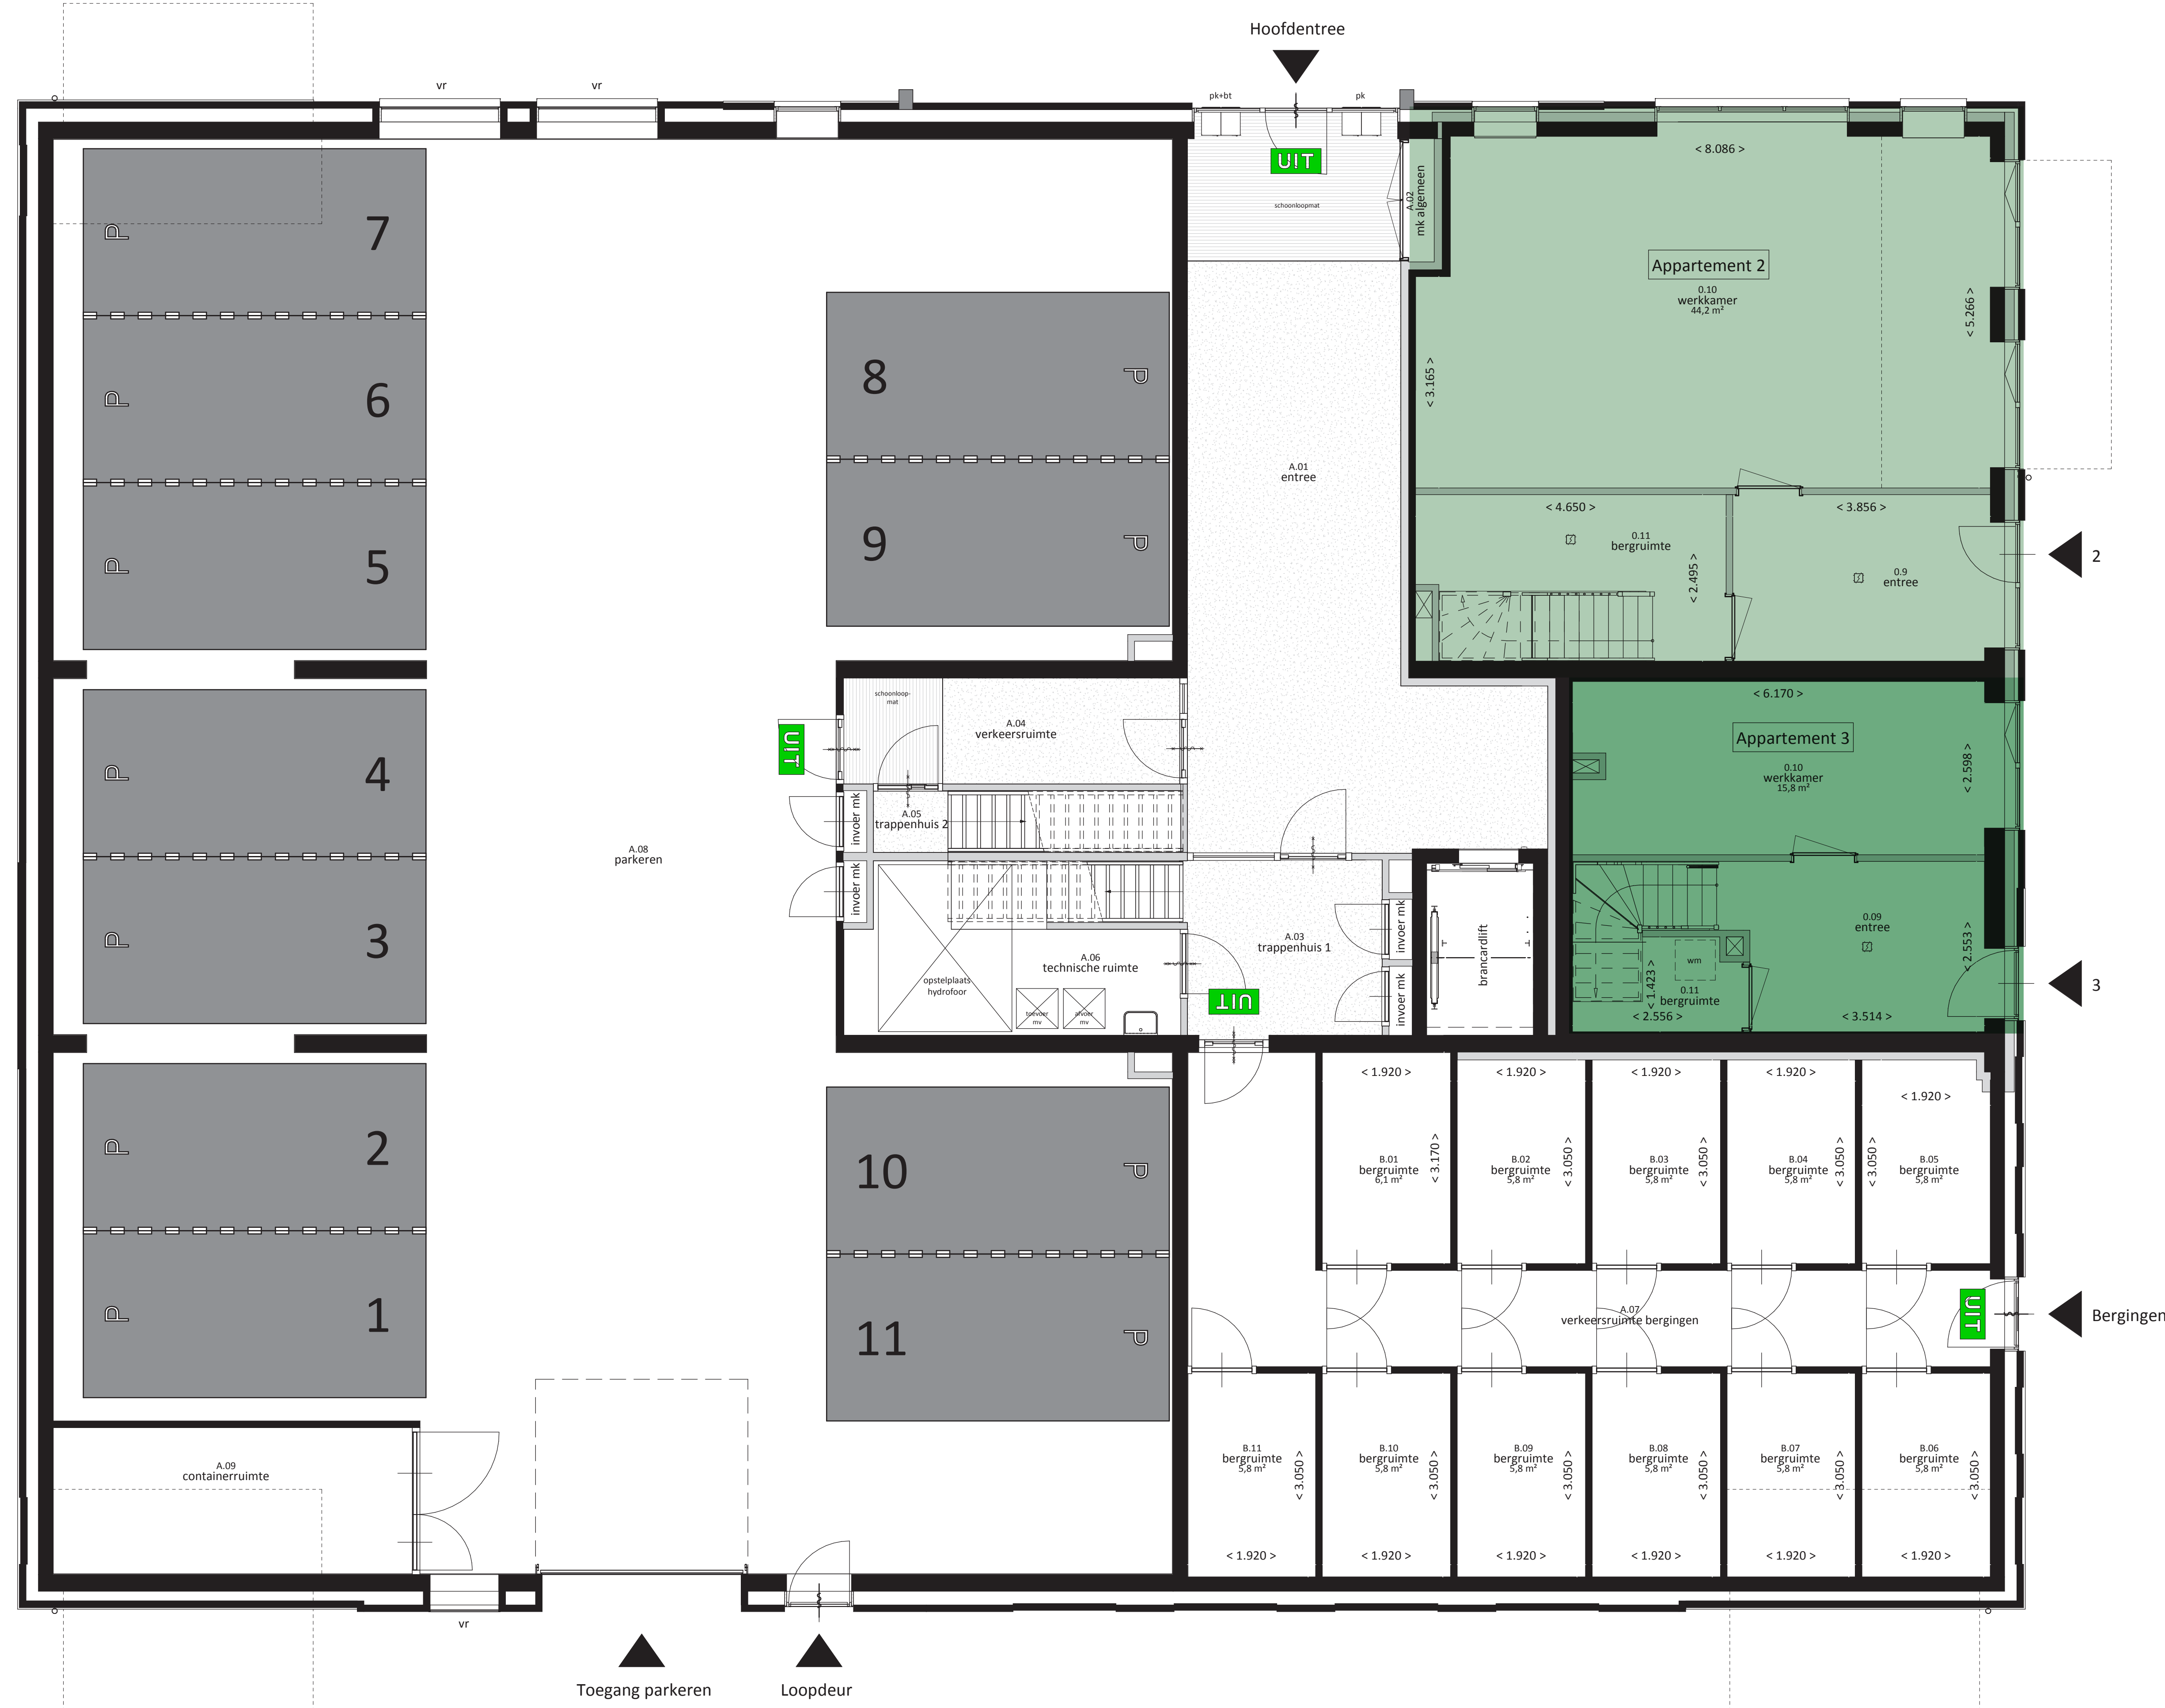 Hoofdentree
vr
vr
pk+bt
pk
UIT
schoonloopmat
A.02
mk algemeen
< 8.086 >
Appartement 2
0.10
werkkamer
44,2 m²
< 5.266 >
< 3.165 >
7
P
6
P
5
P
8
P
9
P
A.01
entree
< 4.650 >
0.11
bergruimte
< 2.495 >
< 3.856 >
0.9
entree
2
4
P
3
P
A.08
parkeren
UIT
schoonloop-
mat
A.04
verkeersruimte
A.05
trappenhuis 2
invoer mk
invoer mk
A.06
technische ruimte
opstelplaats
hydrofoor
toevoer
mv
afvoer
mv
A.03
trappenhuis 1
UIT
invoer mk
invoer mk
brancardlift
< 6.170 >
Appartement 3
0.10
werkkamer
15,8 m²
< 2.598 >
0.09
entree
< 2.553 >
wm
< 1.423 >
0.11
bergruimte
< 2.556 >
< 3.514 >
3
2
P
1
P
10
P
11
P
< 1.920 >
< 1.920 >
< 1.920 >
< 1.920 >
< 1.920 >
B.01
bergruimte
6,1 m²
< 3.170 >
B.02
bergruimte
5,8 m²
< 3.050 >
B.03
bergruimte
5,8 m²
< 3.050 >
B.04
bergruimte
5,8 m²
< 3.050 >
< 3.050 >
B.05
bergruimte
5,8 m²
A.07
verkeersruimte bergingen
UIT
Bergingen
B.11
bergruimte
5,8 m²
< 3.050 >
B.10
bergruimte
5,8 m²
< 3.050 >
B.09
bergruimte
5,8 m²
< 3.050 >
B.08
bergruimte
5,8 m²
< 3.050 >
B.07
bergruimte
5,8 m²
< 3.050 >
B.06
bergruimte
5,8 m²
< 3.050 >
< 1.920 >
< 1.920 >
< 1.920 >
< 1.920 >
< 1.920 >
< 1.920 >
A.09
containerruimte
vr
Toegang parkeren
Loopdeur